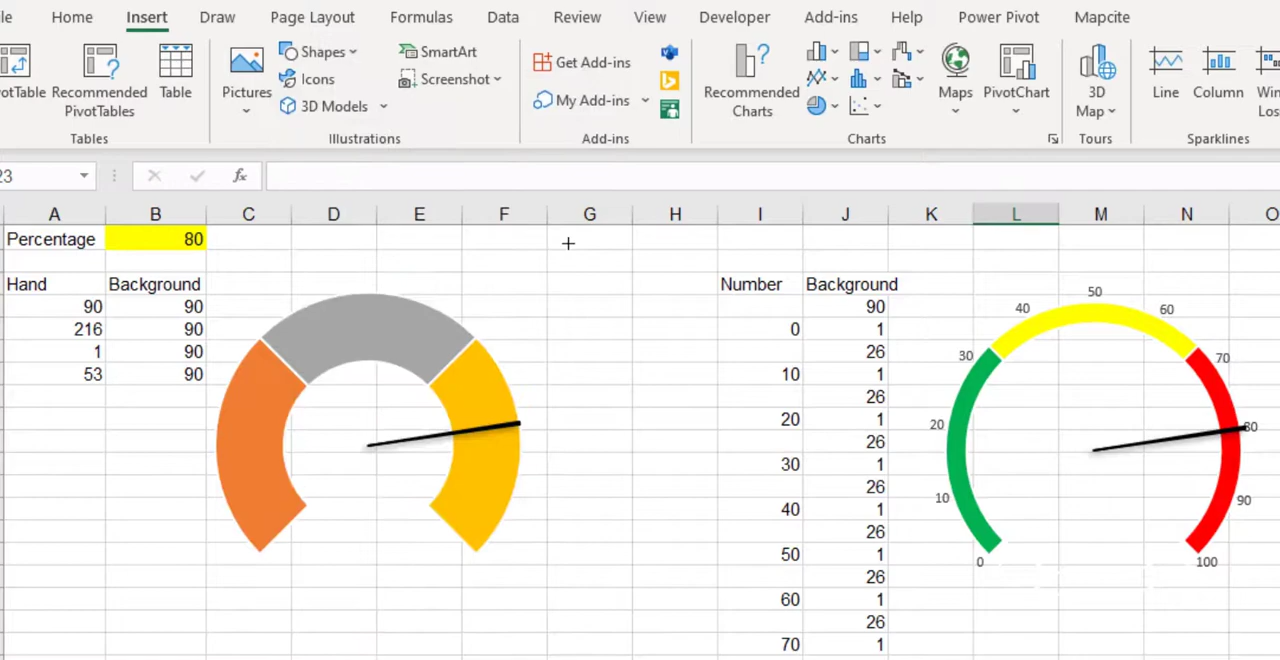 le Home Insert Draw Page Layout Formulas Data Review View Developer Add-ins Help Power Pivot Mapcite
Shapes SmartArt
Get Add-ins
Icons
Screenshot
votTable Recommended PivotTables Table Pictures My Add-ins Recommended Charts Maps PivotChart 3D Map Line Column Win Los
3D Models
Tables Illustrations Add-ins Charts Tours Sparklines
23 fx
A B C D E F G H I J K L M N O
Percentage 80
Hand Background Number Background
90 90 90
216 90 0 1
1 90 26
53 90 10 1
26
20 1
26
30 1
26
40 1
26
50 1
26
60 1
26
70 1
0
10
20
30
40
50
60
70
80
90
100